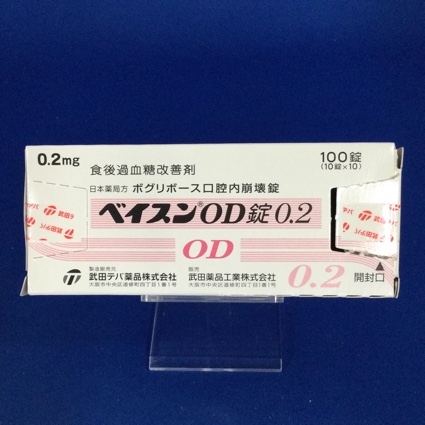 0.2mg
食後過血糖改善剤
100錠
(10錠×10)
日本薬局方 ボグリボース口腔内崩壊錠
ベイスン®OD錠0.2
OD
0.2
製造販売元
武田テバ薬品株式会社
大阪市中央区道修町四丁目1番1号
販売
武田薬品工業株式会社
大阪市中央区道修町四丁目1番1号
開封口